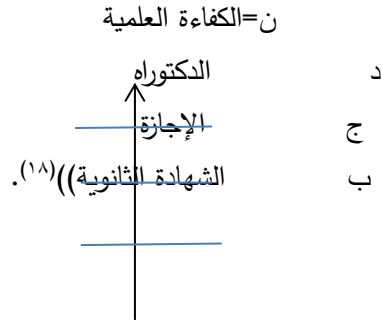 ن=الكفاءة العلمية
د الدكتوراه
ج الإجازة
ب الشهادة الثانوية))(١٨).